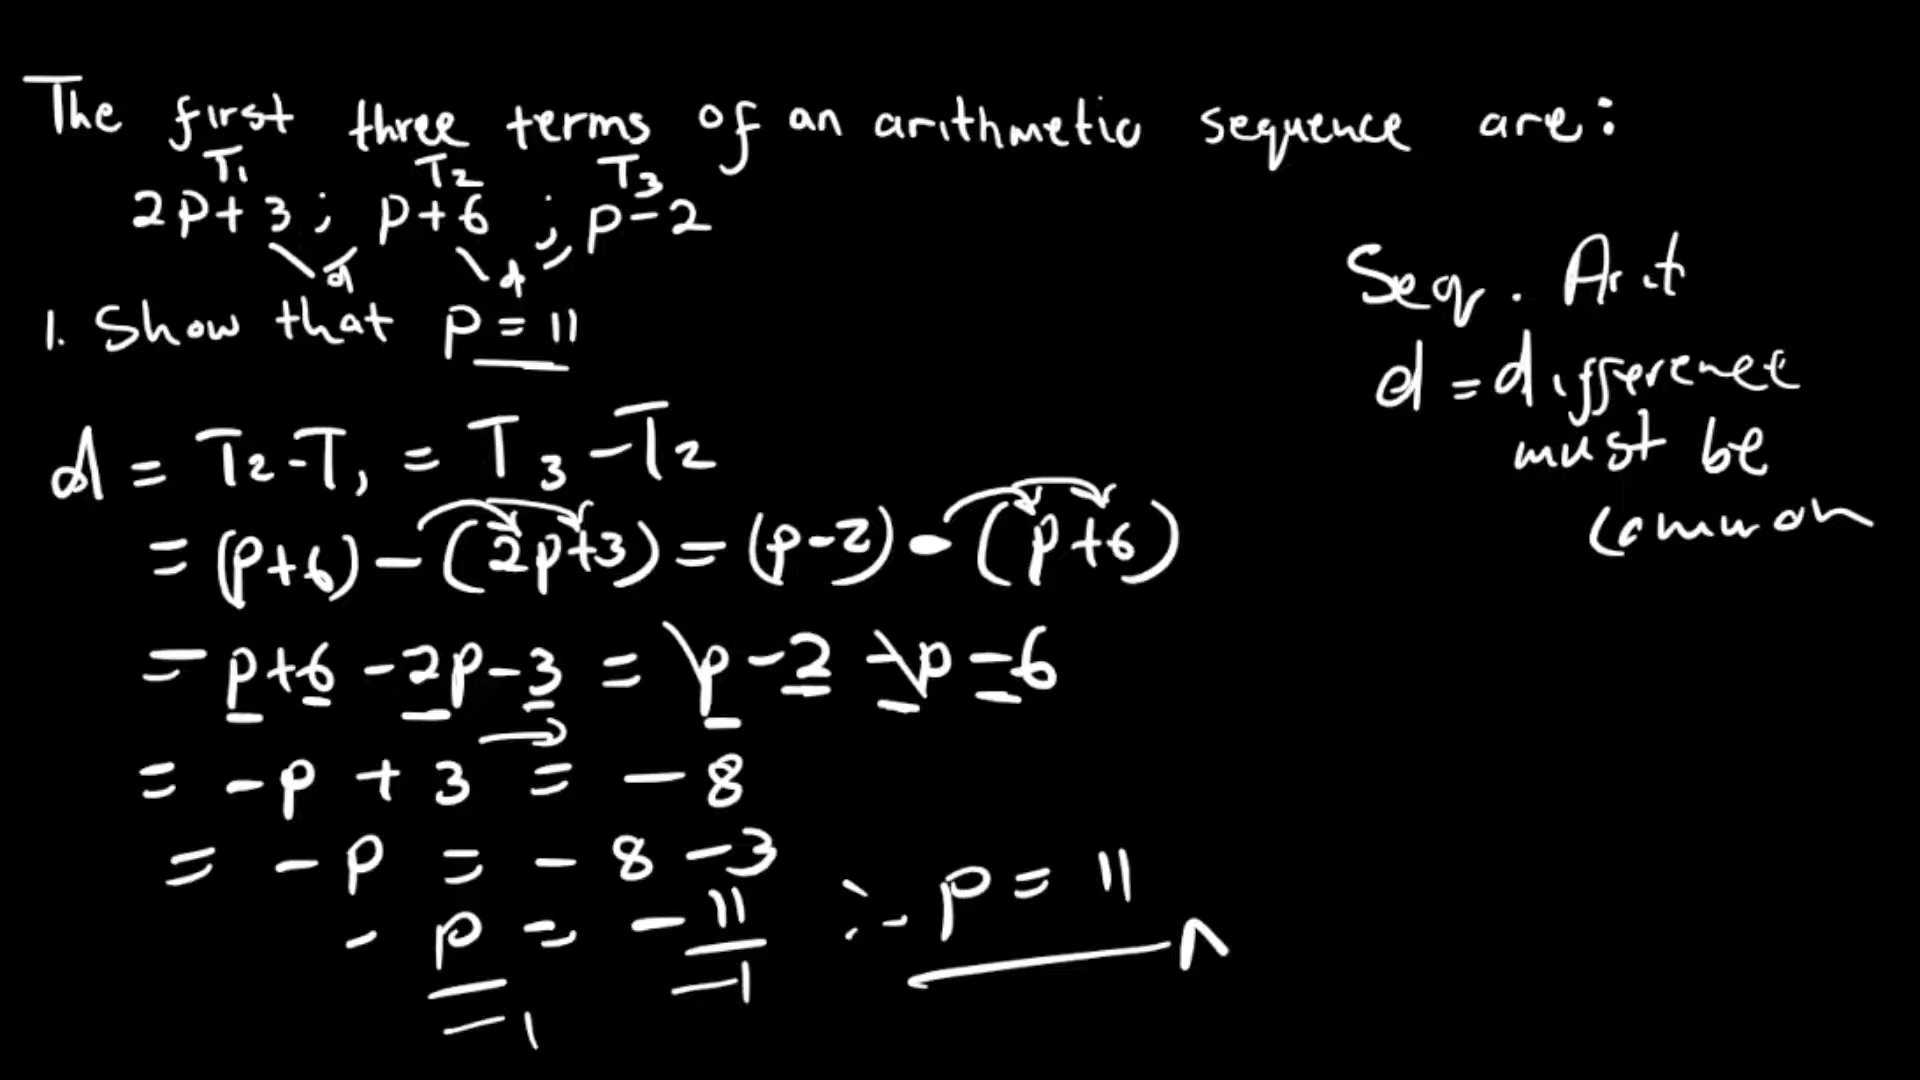 The first three terms of an arithmetic sequence are:
T1 T2 T3
2p+3; p+6; p-2
d d
1. Show that p = 11
d = T2-T1 = T3-T2
= (p+6)-(2p+3) = (p-2)-(p+6)
= p+6-2p-3 = p-2-p-6
= -p+3 = -8
= -p = -8-3
-p/-1 = -11/-1 ∴ p = 11
Seq. Arit
d = difference
must be
common